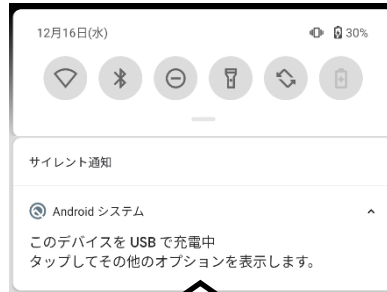 12月16日(水)
30%
サイレント通知
Android システム
このデバイスを USB で充電中
タップしてその他のオプションを表示します。